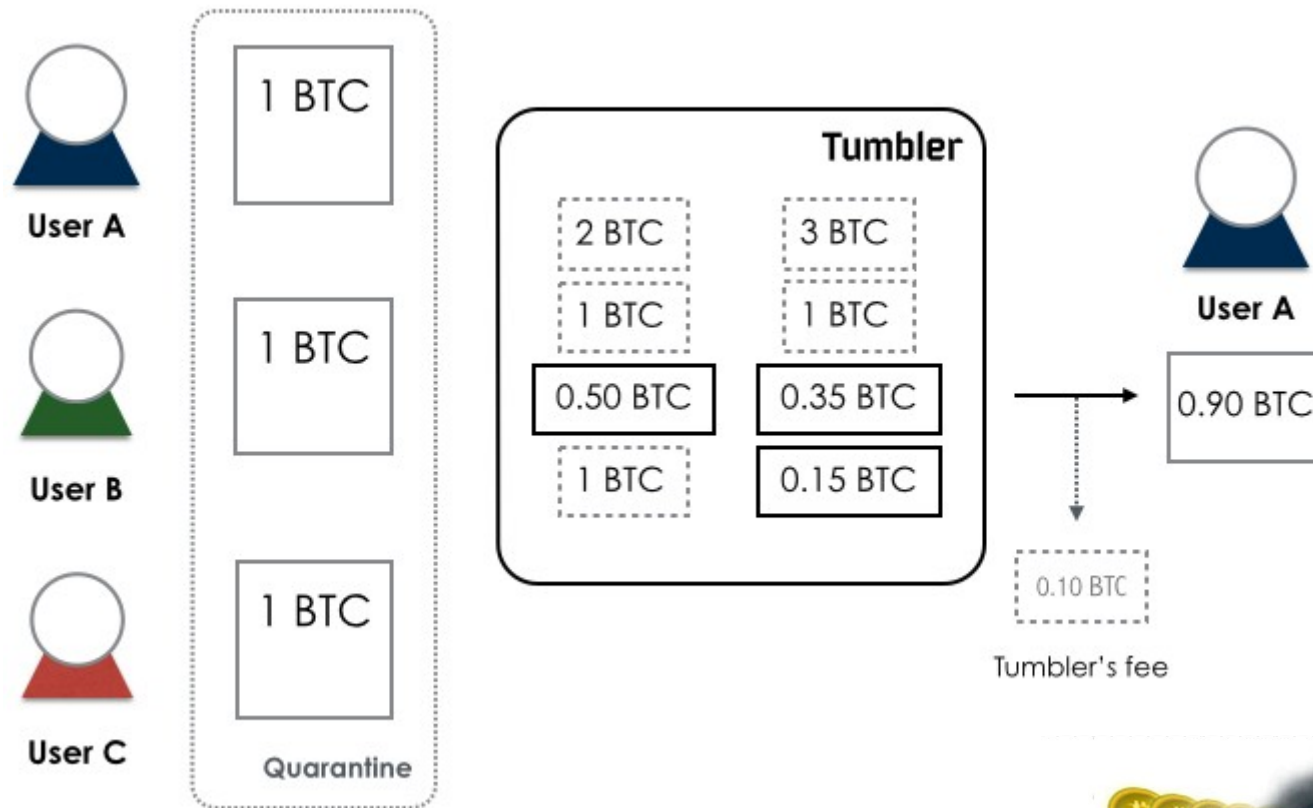 User A
User B
User C
1 BTC
1 BTC
1 BTC
Quarantine
Tumbler
2 BTC
3 BTC
1 BTC
1 BTC
0.50 BTC
0.35 BTC
1 BTC
0.15 BTC
0.10 BTC
Tumbler's fee
User A
0.90 BTC